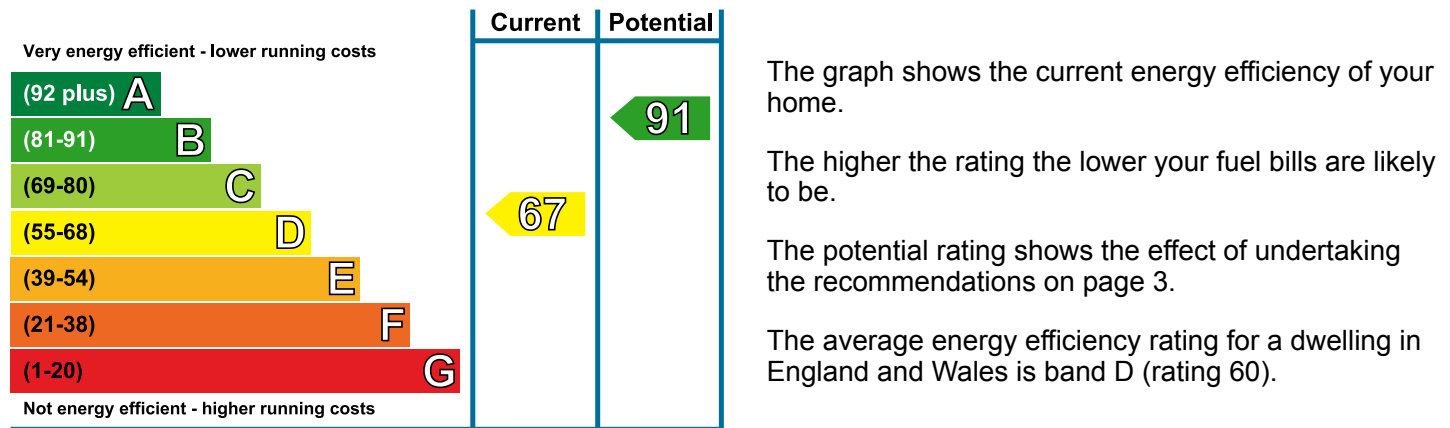 Current Potential
Very energy efficient - lower running costs
(92 plus) A
(81-91) B
91
(69-80) C
67
(55-68) D
(39-54) E
(21-38) F
(1-20) G
Not energy efficient - higher running costs
The graph shows the current energy efficiency of your
home.
The higher the rating the lower your fuel bills are likely
to be.
The potential rating shows the effect of undertaking
the recommendations on page 3.
The average energy efficiency rating for a dwelling in
England and Wales is band D (rating 60).